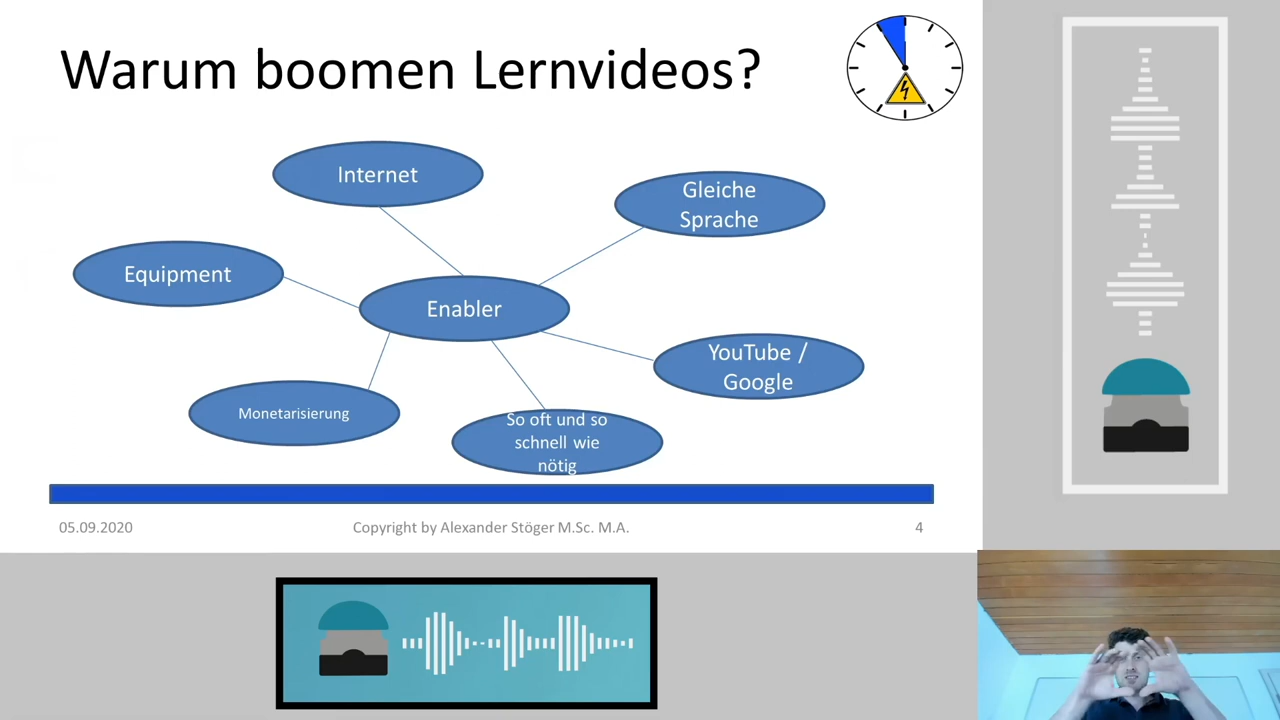 Warum boomen Lernvideos?
Internet
Gleiche
Sprache
Equipment
Enabler
YouTube /
Google
Monetarisierung
So oft und so
schnell wie
nötig
05.09.2020
Copyright by Alexander Stöger M.Sc. M.A.
4